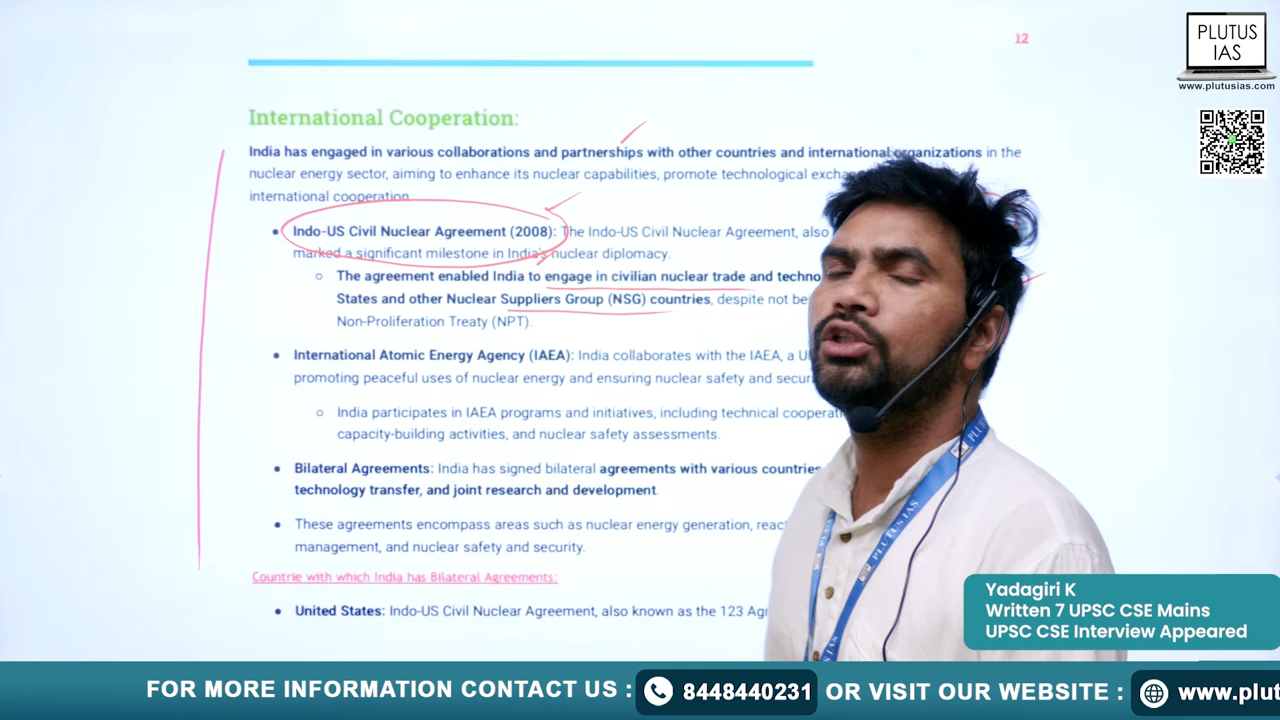 12
PLUTUS
IAS
www.plutusias.com
International Cooperation:
India has engaged in various collaborations and partnerships with other countries and international organizations in the
nuclear energy sector, aiming to enhance its nuclear capabilities, promote technological
international cooperation.
Indo-US Civil Nuclear Agreement (2008): The Indo-US Civil Nuclear Agreement, also
marked a significant milestone in India's nuclear diplomacy.
The agreement enabled India to engage in civilian nuclear trade and
States and other Nuclear Suppliers Group (NSG) countries, despite not
Non-Proliferation Treaty (NPT).
International Atomic Energy Agency (IAEA): India collaborates with the IAEA, a
promoting peaceful uses of nuclear energy and ensuring nuclear safety and
India participates in IAEA programs and initiatives, including technical
capacity-building activities, and nuclear safety assessments.
Bilateral Agreements: India has signed bilateral agreements with various countries
technology transfer, and joint research and development.
These agreements encompass areas such as nuclear energy generation,
management, and nuclear safety and security.
Countrie with which India has Bilateral Agreements:
United States: Indo-US Civil Nuclear Agreement, also known as the 123
PLUTUS IAS
Yadagiri K
Written 7 UPSC CSE Mains
UPSC CSE Interview Appeared
FOR MORE INFORMATION CONTACT US : 8448440231 OR VISIT OUR WEBSITE : www.plut